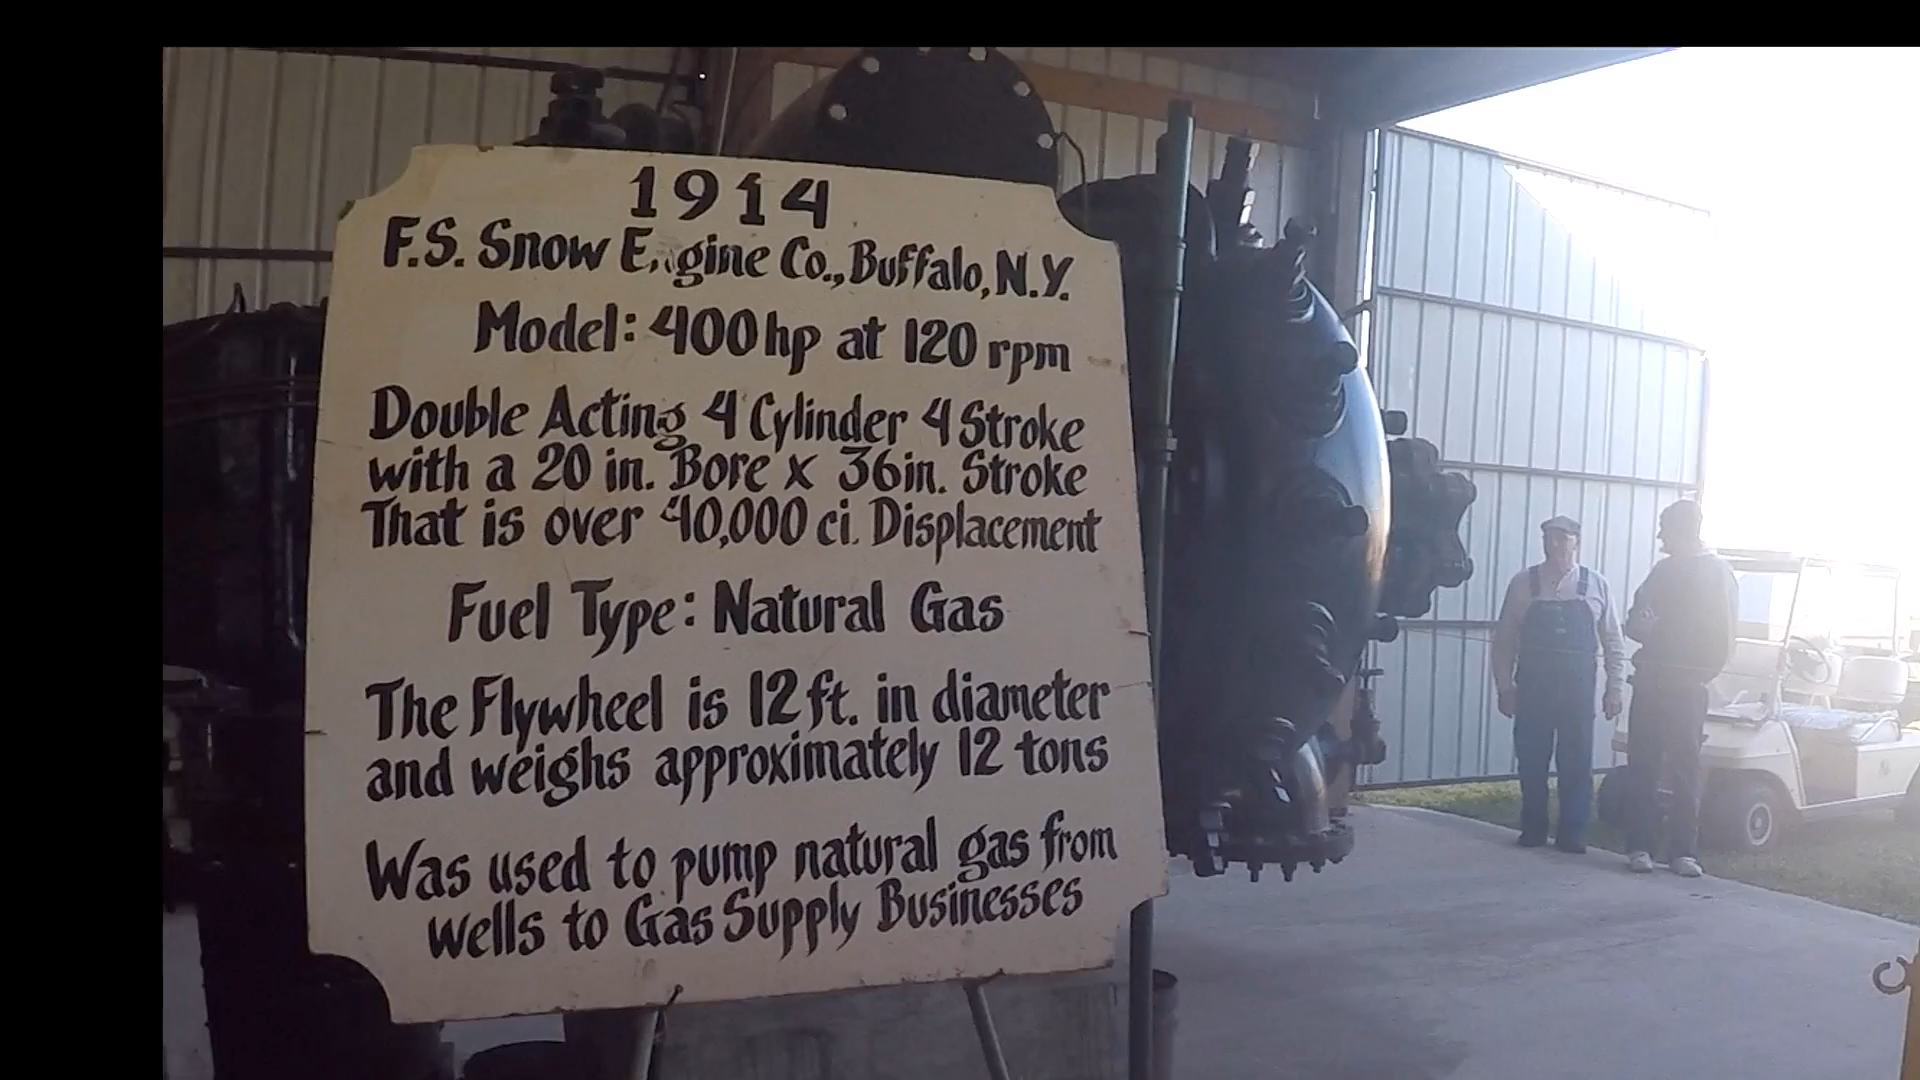 1914
F.S. Snow Engine Co., Buffalo, N.Y.
Model: 400 hp at 120 rpm
Double Acting 4 Cylinder 4 Stroke
with a 20 in. Bore x 36 in. Stroke
That is over 40,000 ci. Displacement
Fuel Type: Natural Gas
The Flywheel is 12 ft. in diameter
and weighs approximately 12 tons
Was used to pump natural gas from
wells to Gas Supply Businesses